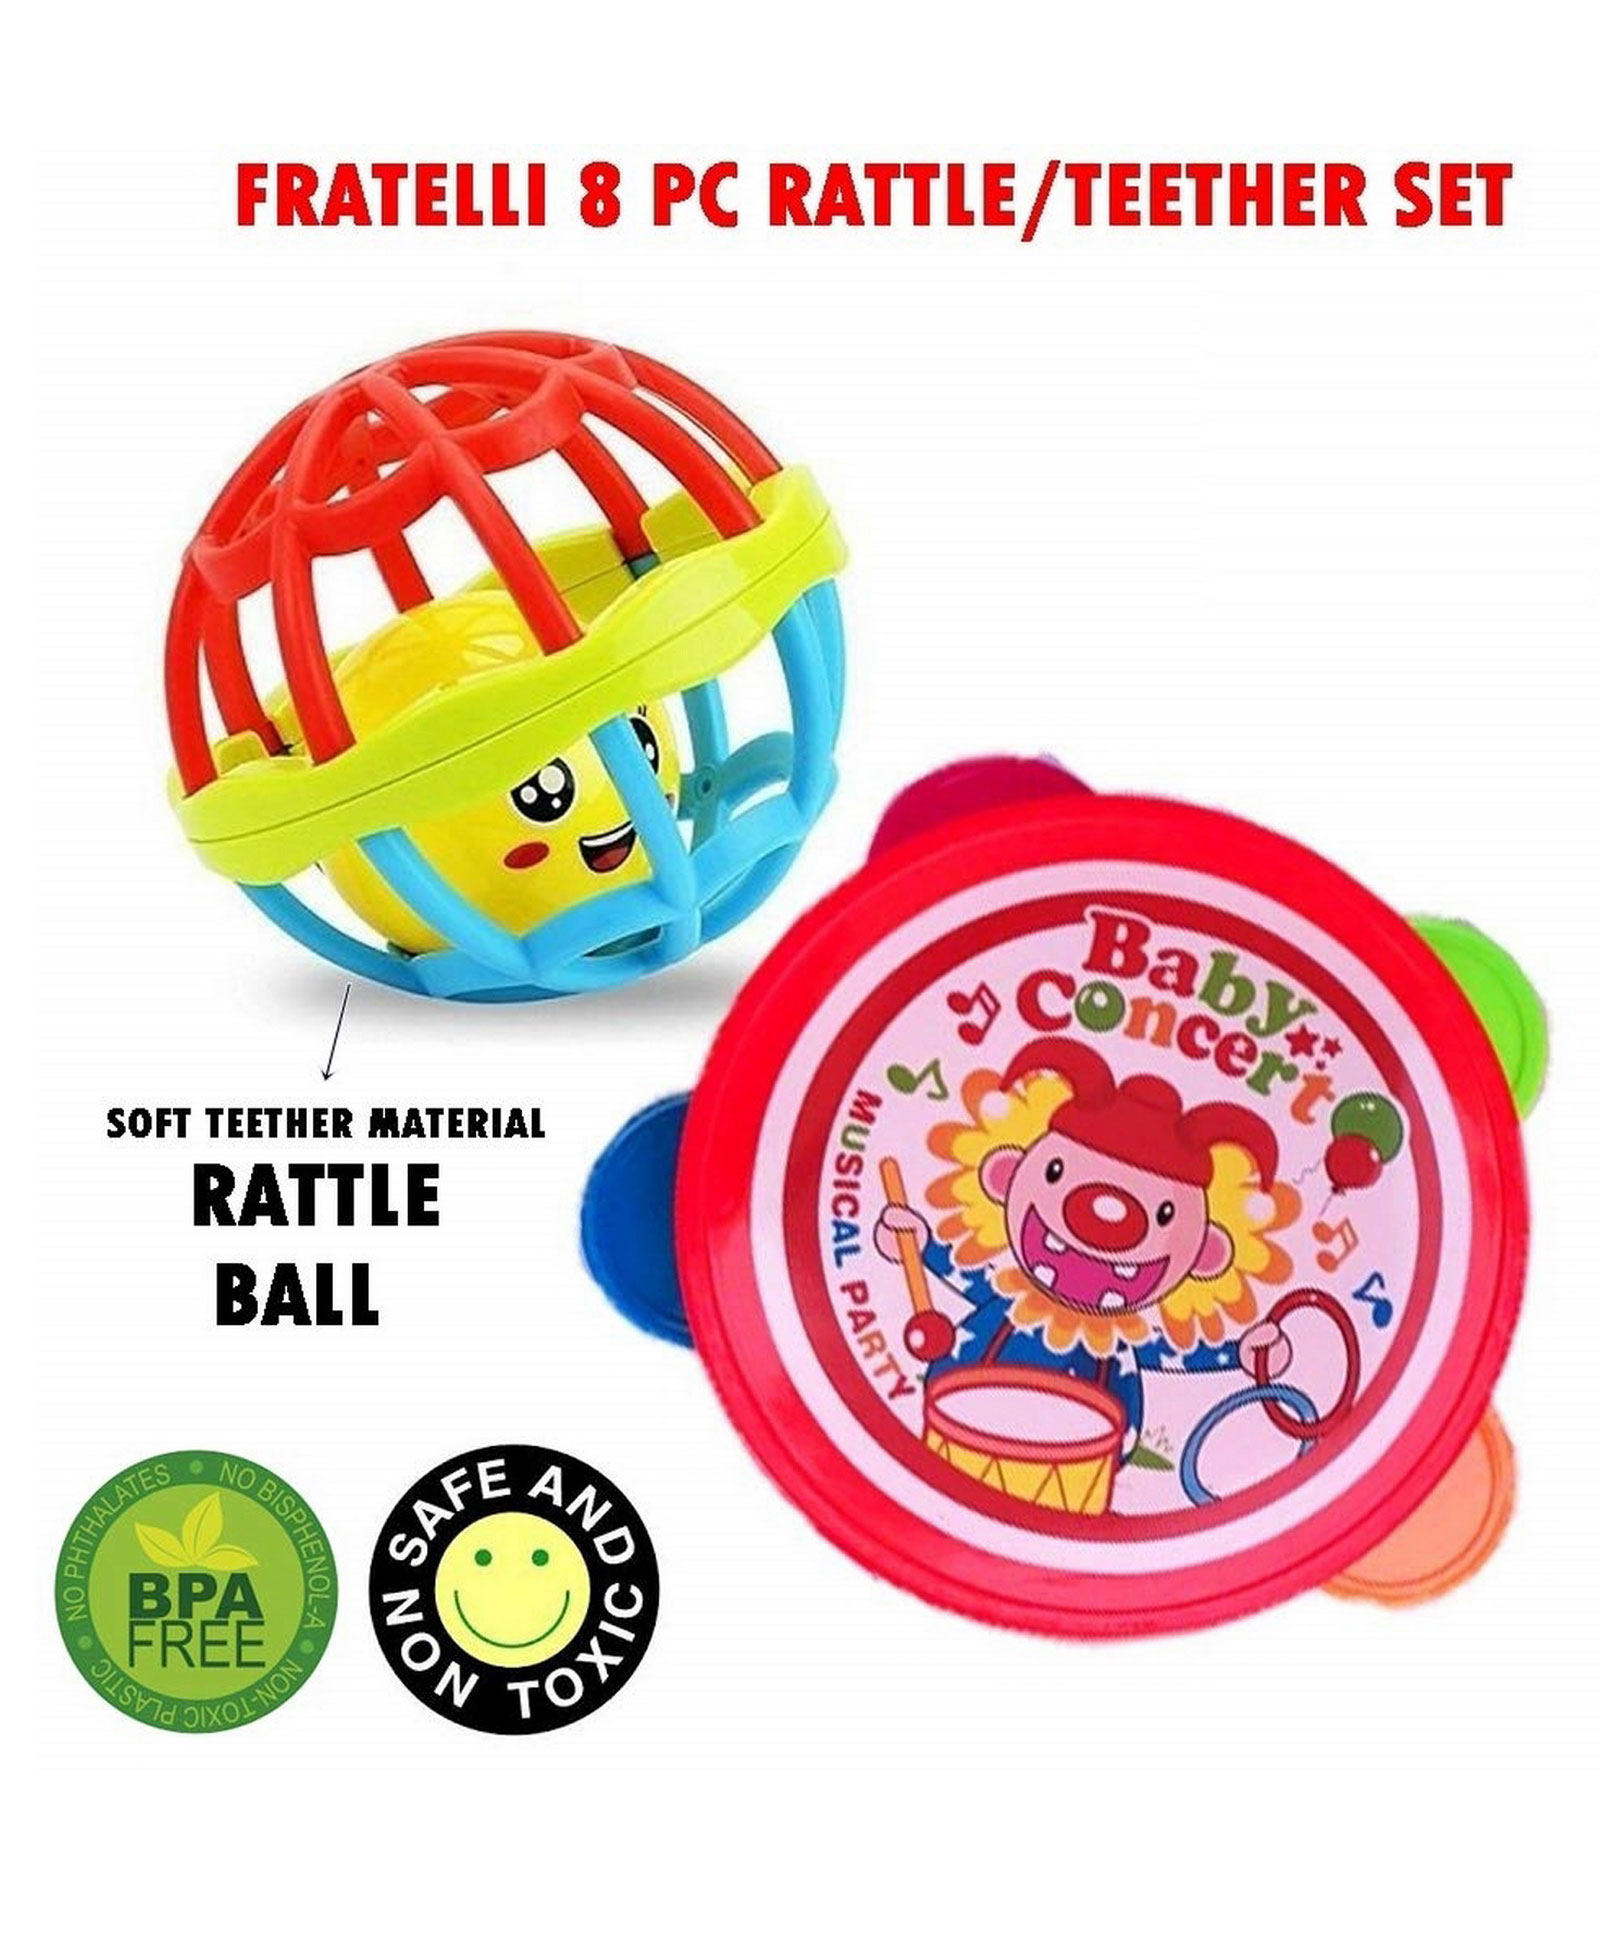 FRATELLI 8 PC RATTLE/TEETHER SET
Baby
Concert
MUSICAL PARTY
SOFT TEETHER MATERIAL
RATTLE
BALL
NO PHTHALATES • NO BISPHENOL-A • NON-TOXIC PLASTIC •
BPA
FREE
SAFE AND
NON TOXIC